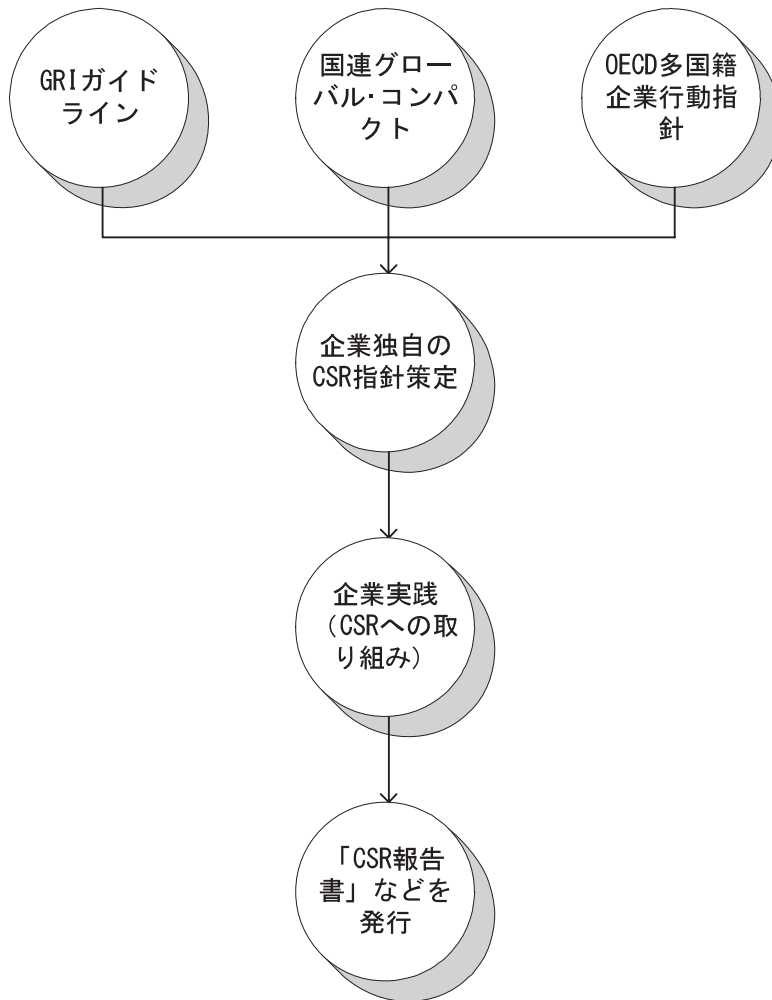 GRIガイド
ライン
国連グロー
バル・コンパ
クト
OECD多国籍
企業行動指
針
企業独自の
CSR指針策定
企業実践
（CSRへの取
り組み）
「CSR報告
書」などを
発行